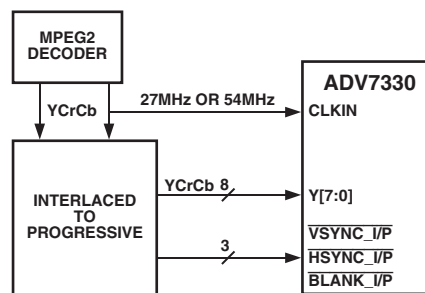 MPEG2
DECODER
YCrCb
27MHz OR 54MHz
ADV7330
CLKIN
INTERLACED
TO
PROGRESSIVE
YCrCb
8
Y[7:0]
3
VSYNC_I/P
HSYNC_I/P
BLANK_I/P